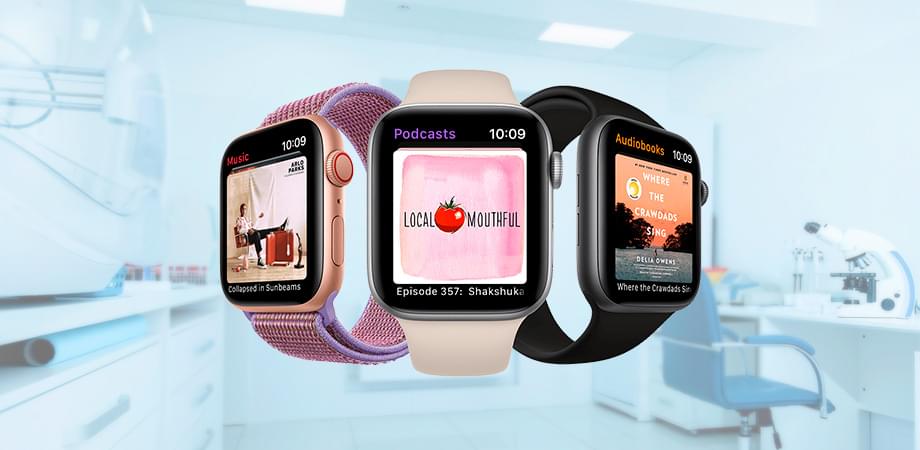 Music
10:09
ARLO
PARKS
Collapsed in Sunbeams
Podcasts 10:09
LOCAL MOUTHFUL
Episode 357: Shakshuka
Audiobooks
10:09
WHERE
THE
CRAWDADS
SING
DELIA OWENS
Where the Crawdads Sin